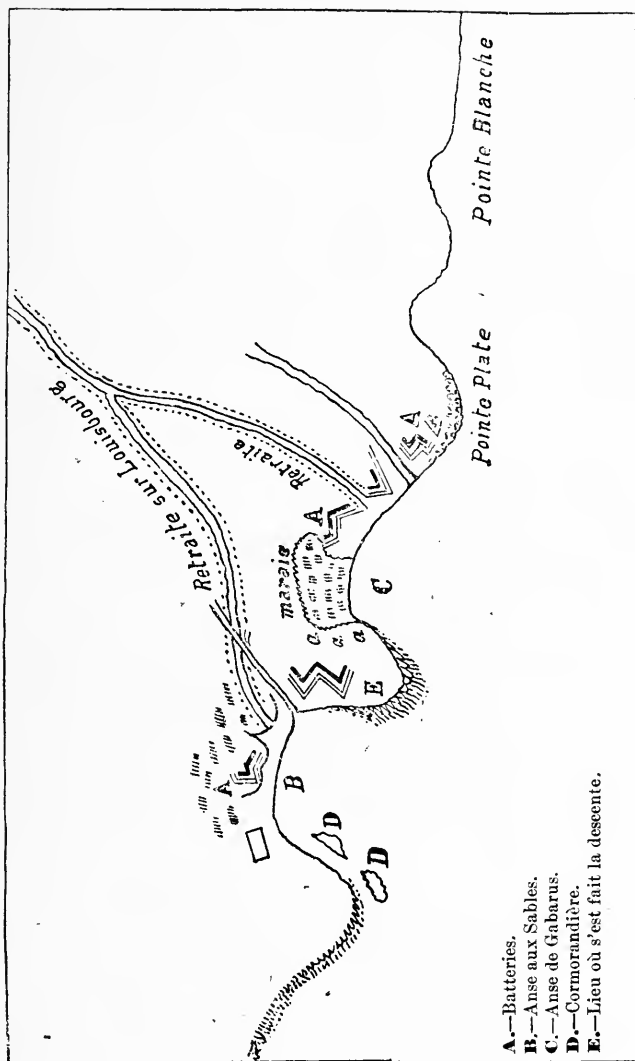 Retraite sur Louisbourg
Retraite
marais
A
A
A
A
B
C
a
a
a
D
D
E
Pointe Plate
Pointe Blanche
A.—Batteries.
B.—Anse aux Sables.
C.—Anse de Gabarus.
D.—Cormorandière.
E.—Lieu où s'est fait la descente.